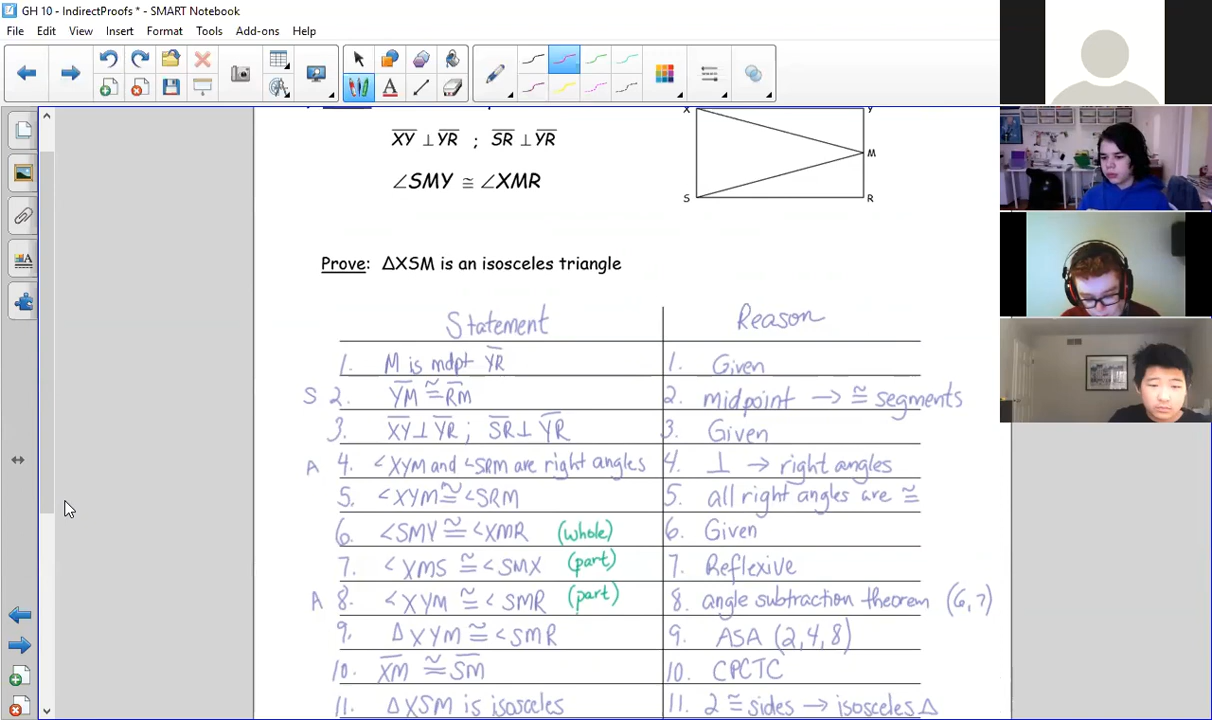 GH 10 - IndirectProofs * - SMART Notebook
File Edit View Insert Format Tools Add-ons Help
XY ⊥ YR ; SR ⊥ YR
∠SMY ≅ ∠XMR
X Y
M
S R
Prove: ΔXSM is an isosceles triangle
Statement Reason
1. M is mdpt YR 1. Given
S 2. YM ≅ RM 2. midpoint → ≅ segments
3. XY ⊥ YR ; SR ⊥ YR 3. Given
A 4. ∠XYM and ∠SRM are right angles 4. ⊥ → right angles
5. ∠XYM ≅ ∠SRM 5. all right angles are ≅
6. ∠SMY ≅ ∠XMR (whole) 6. Given
7. ∠XMS ≅ ∠SMX (part) 7. Reflexive
A 8. ∠XYM ≅ ∠SMR (part) 8. angle subtraction theorem (6,7)
9. ΔXYM ≅ ∠SMR 9. ASA (2,4,8)
10. XM ≅ SM 10. CPCTC
11. ΔXSM is isosceles 11. 2 ≅ sides → isosceles Δ